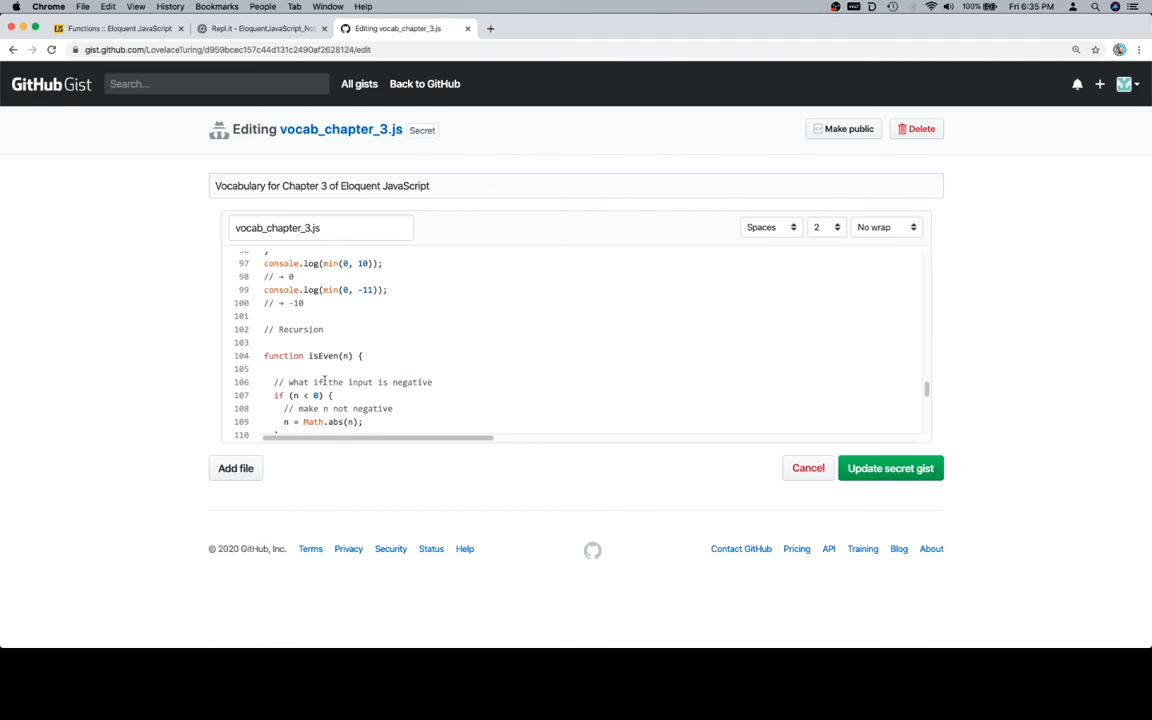 Chrome File Edit View History Bookmarks People Tab Window Help 100% Fri 6:35 PM
Functions :: Eloquent JavaScript × Repl.it - EloquentJavaScript_No × Editing vocab_chapter_3.js × +
gist.github.com/LovelaceTuring/d959bcec157c44d131c2490af2628124/edit
GitHub Gist Search... All gists Back to GitHub
Editing vocab_chapter_3.js Secret Make public Delete
Vocabulary for Chapter 3 of Eloquent JavaScript
vocab_chapter_3.js Spaces 2 No wrap
96 }
97 console.log(min(0, 10));
98 // → 0
99 console.log(min(0, -11));
100 // → -10
101
102 // Recursion
103
104 function isEven(n) {
105
106 // what if the input is negative
107 if (n < 0) {
108 // make n not negative
109 n = Math.abs(n);
110 }
Add file Cancel Update secret gist
© 2020 GitHub, Inc. Terms Privacy Security Status Help Contact GitHub Pricing API Training Blog About